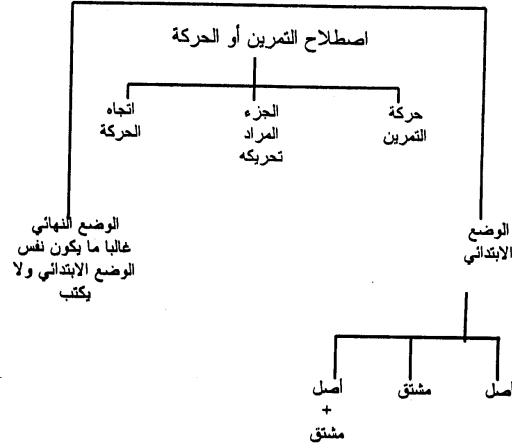 اصطلاح التمرين أو الحركة
حركة
التمرين
الجزء
المراد
تحريكه
اتجاه
الحركة
الوضع
الابتدائي
الوضع النهائي
غالبا ما يكون نفس
الوضع الابتدائي ولا
يكتب
أصل
مشتق
أصل
+
مشتق